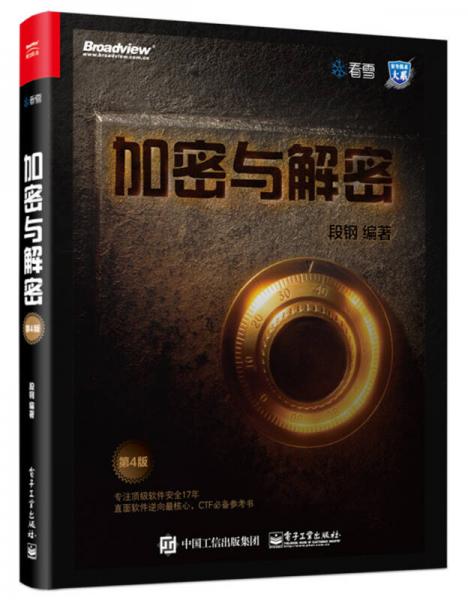 Broadview®
www.broadview.com.cn
看雪
安全技术
大系
加密与解密
段钢 编著
20
30
40
第4版
专注顶级软件安全17年
直面软件逆向最核心，CTF必备参考书
中国工信出版集团
电子工业出版社
看雪
加密与解密
第4版
段钢 编著
电子工业出版社